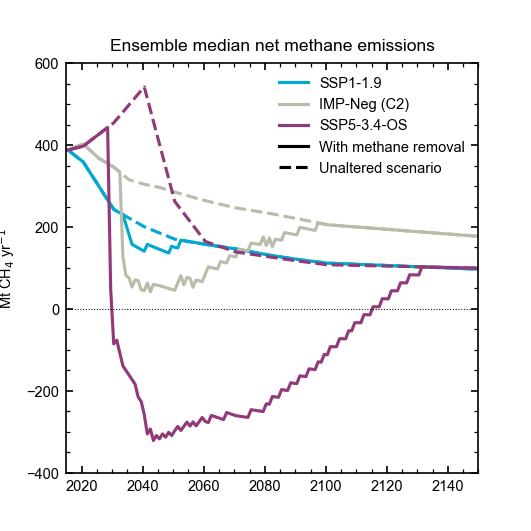 Ensemble median net methane emissions
Mt CH₄ yr⁻¹
600
400
200
0
−200
−400
SSP1-1.9
IMP-Neg (C2)
SSP5-3.4-OS
With methane removal
Unaltered scenario
2020 2040 2060 2080 2100 2120 2140